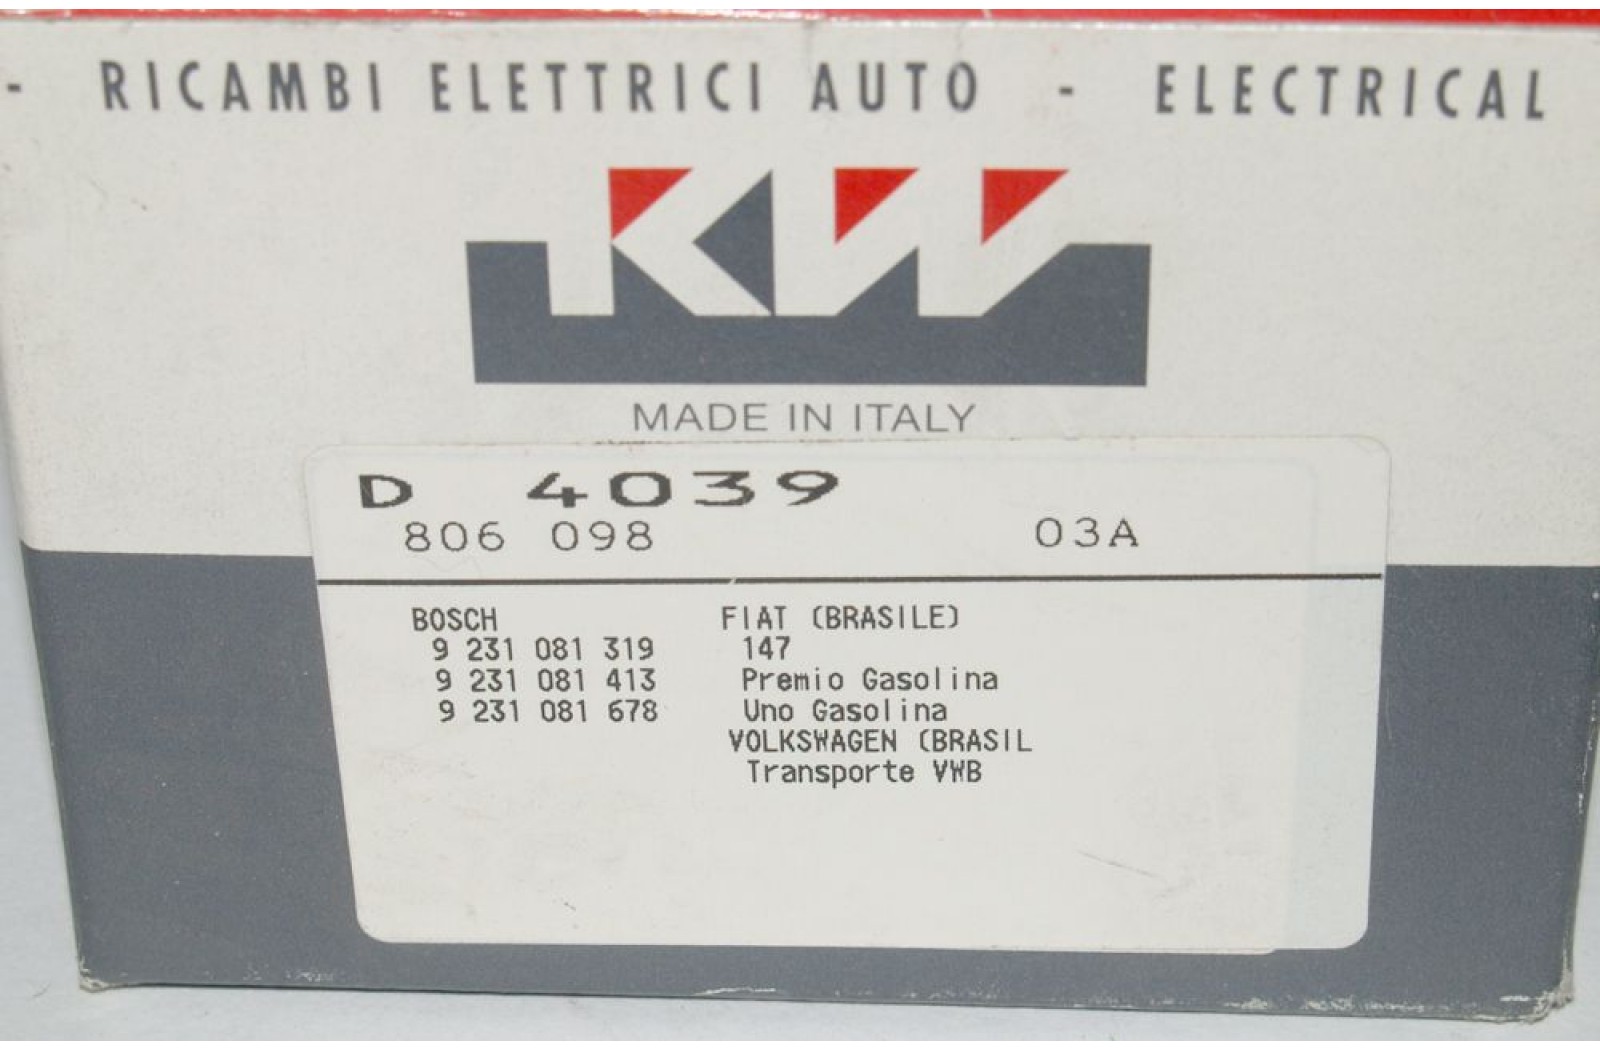 - RICAMBI ELETTRICI AUTO - ELECTRICAL
KW
MADE IN ITALY
D 4039
806 098 03A
BOSCH FIAT (BRASILE)
9 231 081 319 147
9 231 081 413 Premio Gasolina
9 231 081 678 Uno Gasolina
VOLKSWAGEN (BRASIL
Transporte VWB